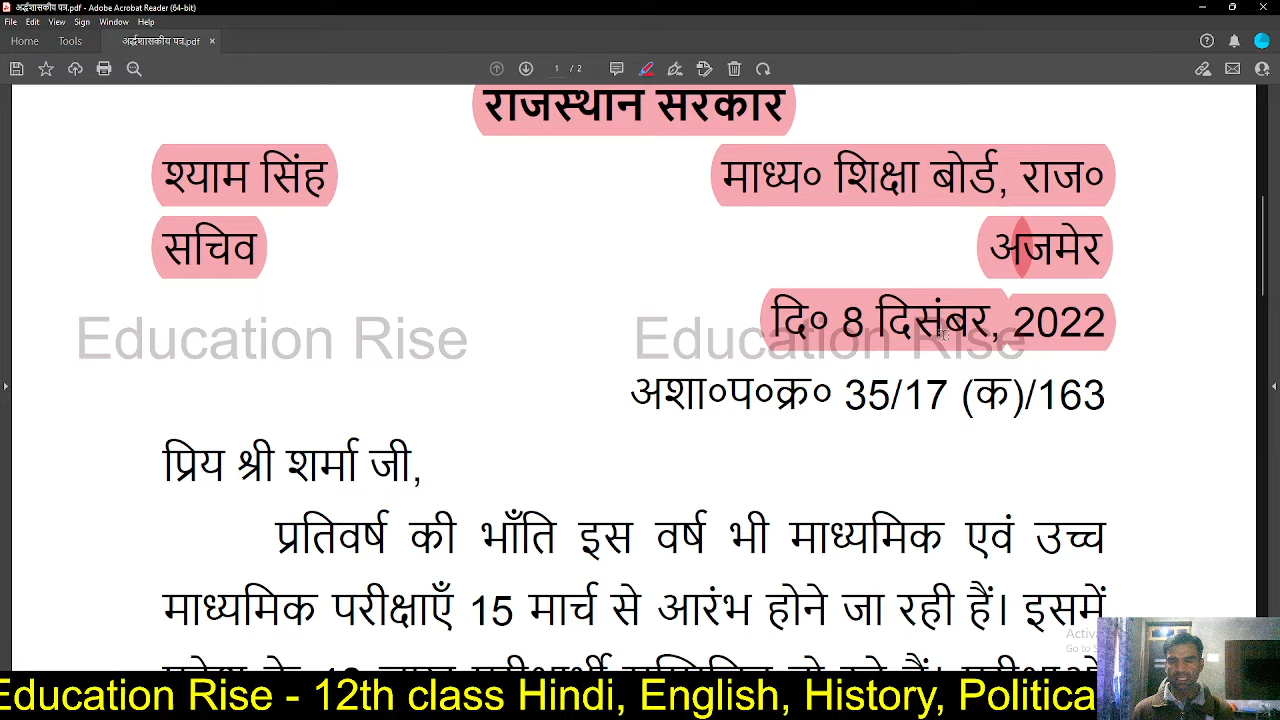 अर्द्धशासकीय पत्र.pdf - Adobe Acrobat Reader (64-bit)
File Edit View Sign Window Help
Home Tools अर्द्धशासकीय पत्र.pdf ×
1 / 2
राजस्थान सरकार
श्याम सिंह माध्य० शिक्षा बोर्ड, राज०
सचिव अजमेर
दि० 8 दिसंबर, 2022
Education Rise Education Rise
अशा०प०क्र० 35/17 (क)/163
प्रिय श्री शर्मा जी,
प्रतिवर्ष की भाँति इस वर्ष भी माध्यमिक एवं उच्च
माध्यमिक परीक्षाएँ 15 मार्च से आरंभ होने जा रही हैं। इसमें
Education Rise - 12th class Hindi, English, History, Politica